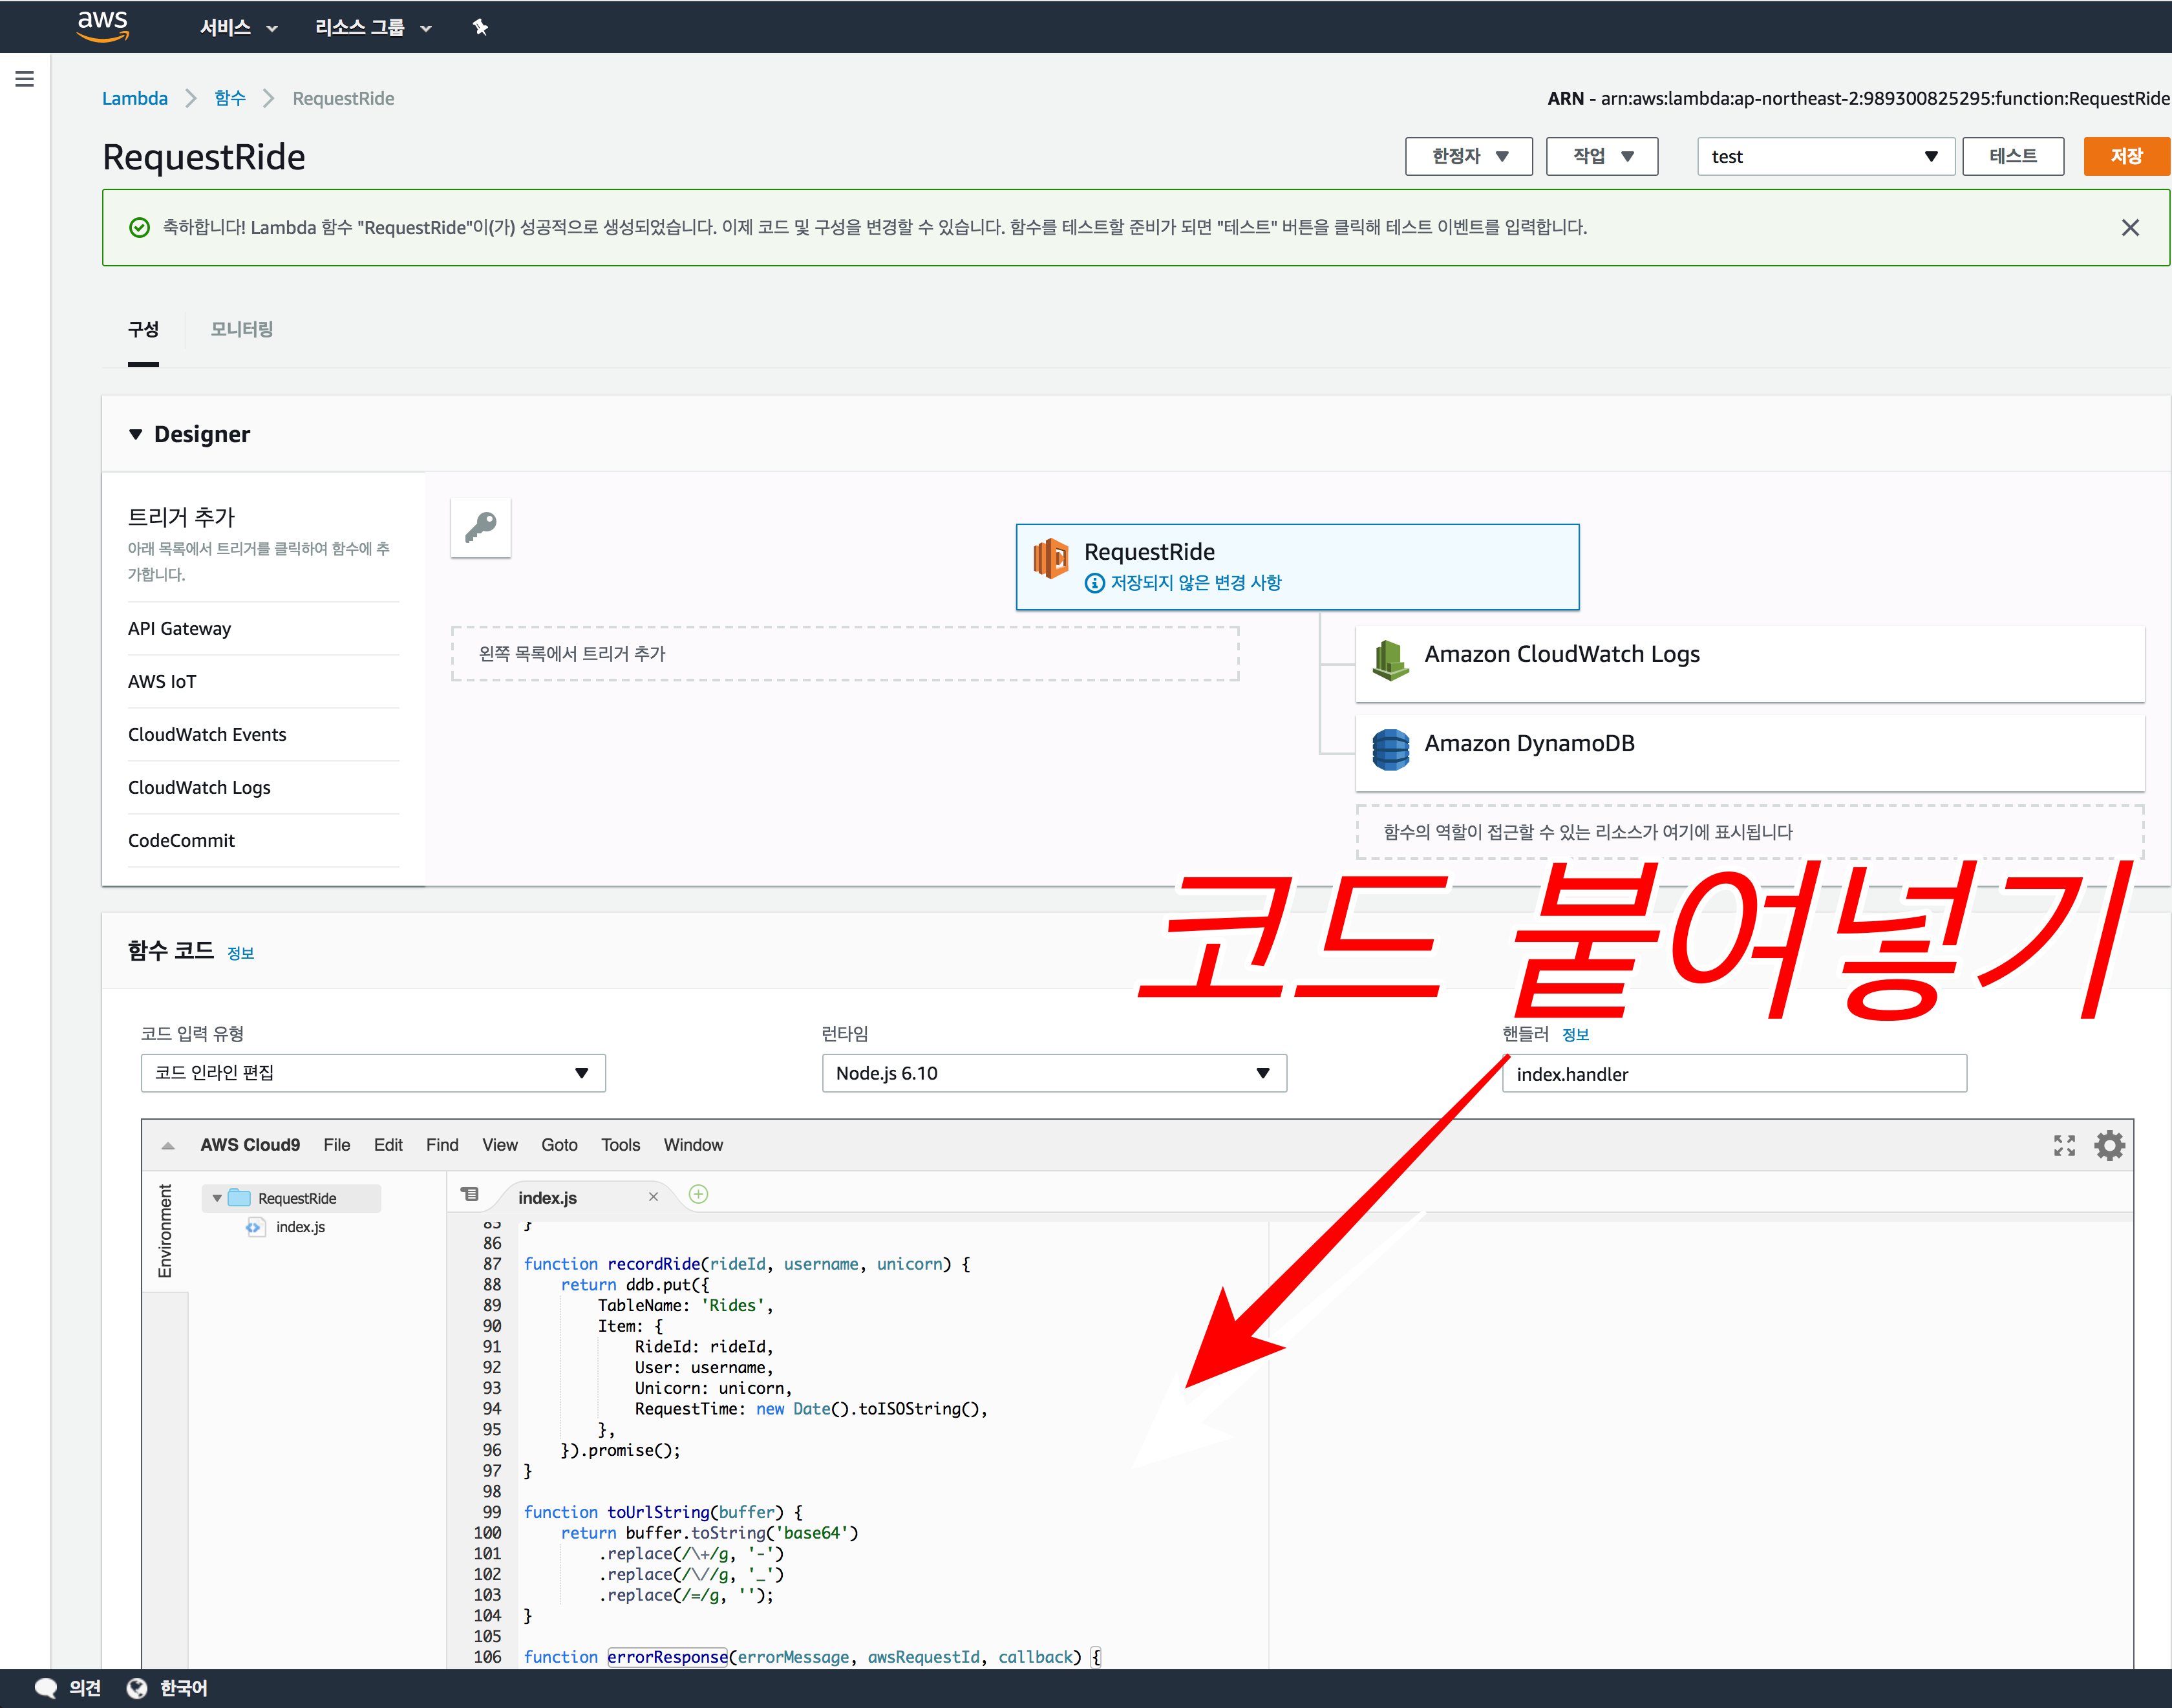 aws 서비스 리소스 그룹
Lambda 함수 RequestRide
ARN - arn:aws:lambda:ap-northeast-2:989300825295:function:RequestRide
RequestRide
한정자 작업 test 테스트 저장
축하합니다! Lambda 함수 "RequestRide"이(가) 성공적으로 생성되었습니다. 이제 코드 및 구성을 변경할 수 있습니다. 함수를 테스트할 준비가 되면 "테스트" 버튼을 클릭해 테스트 이벤트를 입력합니다.
구성 모니터링
Designer
트리거 추가
아래 목록에서 트리거를 클릭하여 함수에 추
가합니다.
API Gateway
AWS IoT
CloudWatch Events
CloudWatch Logs
CodeCommit
RequestRide
저장되지 않은 변경 사항
왼쪽 목록에서 트리거 추가
Amazon CloudWatch Logs
Amazon DynamoDB
함수의 역할이 접근할 수 있는 리소스가 여기에 표시됩니다
코드 붙여넣기
함수 코드 정보
코드 입력 유형
코드 인라인 편집
런타임
Node.js 6.10
핸들러 정보
index.handler
AWS Cloud9 File Edit Find View Goto Tools Window
Environment
RequestRide
index.js
index.js
85 }
86
87 function recordRide(rideId, username, unicorn) {
88 return ddb.put({
89 TableName: 'Rides',
90 Item: {
91 RideId: rideId,
92 User: username,
93 Unicorn: unicorn,
94 RequestTime: new Date().toISOString(),
95 },
96 }).promise();
97 }
98
99 function toUrlString(buffer) {
100 return buffer.toString('base64')
101 .replace(/\+/g, '-')
102 .replace(/\//g, '_')
103 .replace(/=/g, '');
104 }
105
106 function errorResponse(errorMessage, awsRequestId, callback) {
의견 한국어